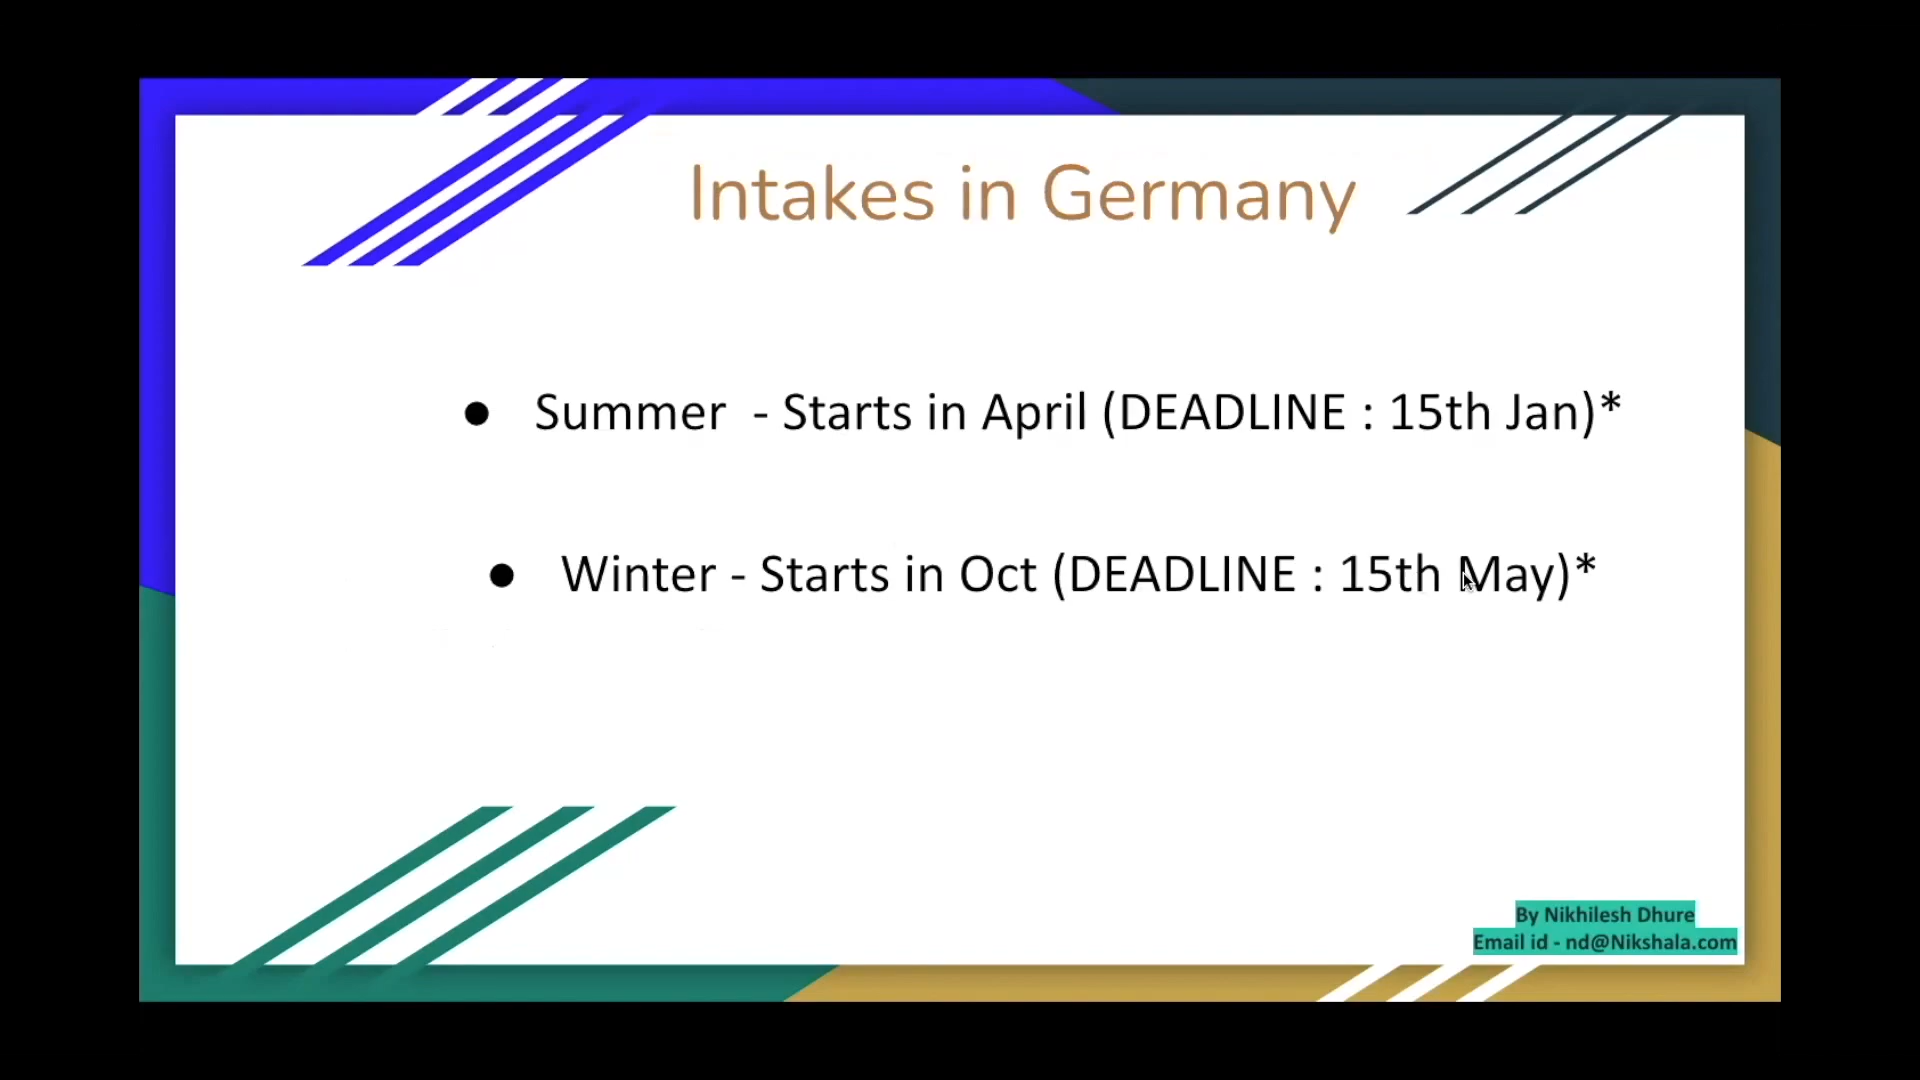 Intakes in Germany
● Summer - Starts in April (DEADLINE : 15th Jan)*
● Winter - Starts in Oct (DEADLINE : 15th May)*
By Nikhilesh Dhure
Email id - nd@Nikshala.com